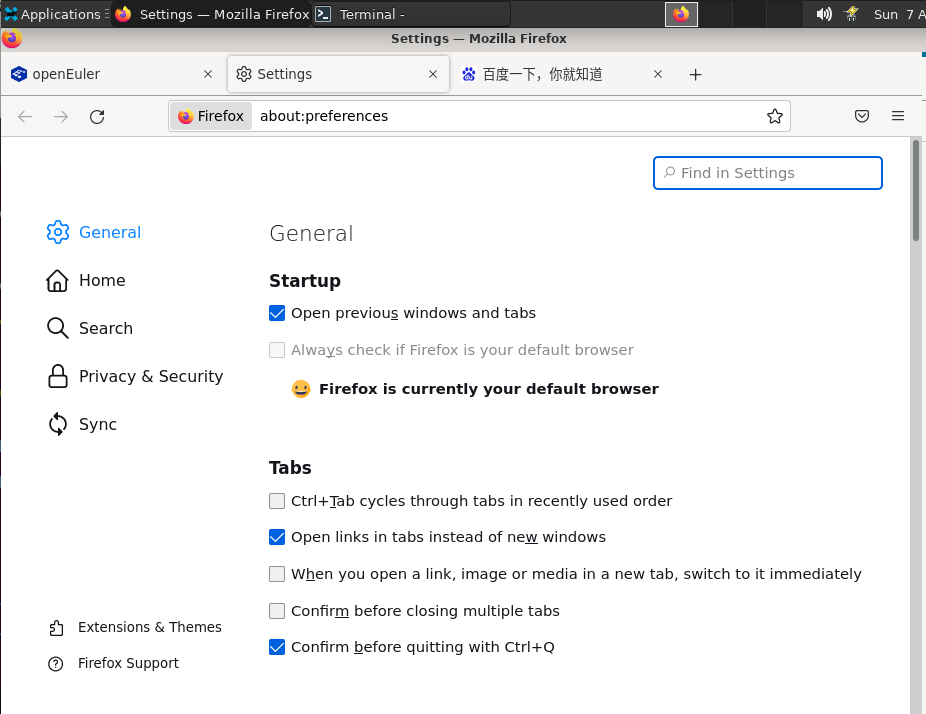 Applications Settings — Mozilla Firefox Terminal - Sun 7 A
Settings — Mozilla Firefox
openEuler Settings 百度一下，你就知道
Firefox about:preferences
Find in Settings
General
Home
Search
Privacy & Security
Sync
Extensions & Themes
Firefox Support
General
Startup
Open previous windows and tabs
Always check if Firefox is your default browser
Firefox is currently your default browser
Tabs
Ctrl+Tab cycles through tabs in recently used order
Open links in tabs instead of new windows
When you open a link, image or media in a new tab, switch to it immediately
Confirm before closing multiple tabs
Confirm before quitting with Ctrl+Q